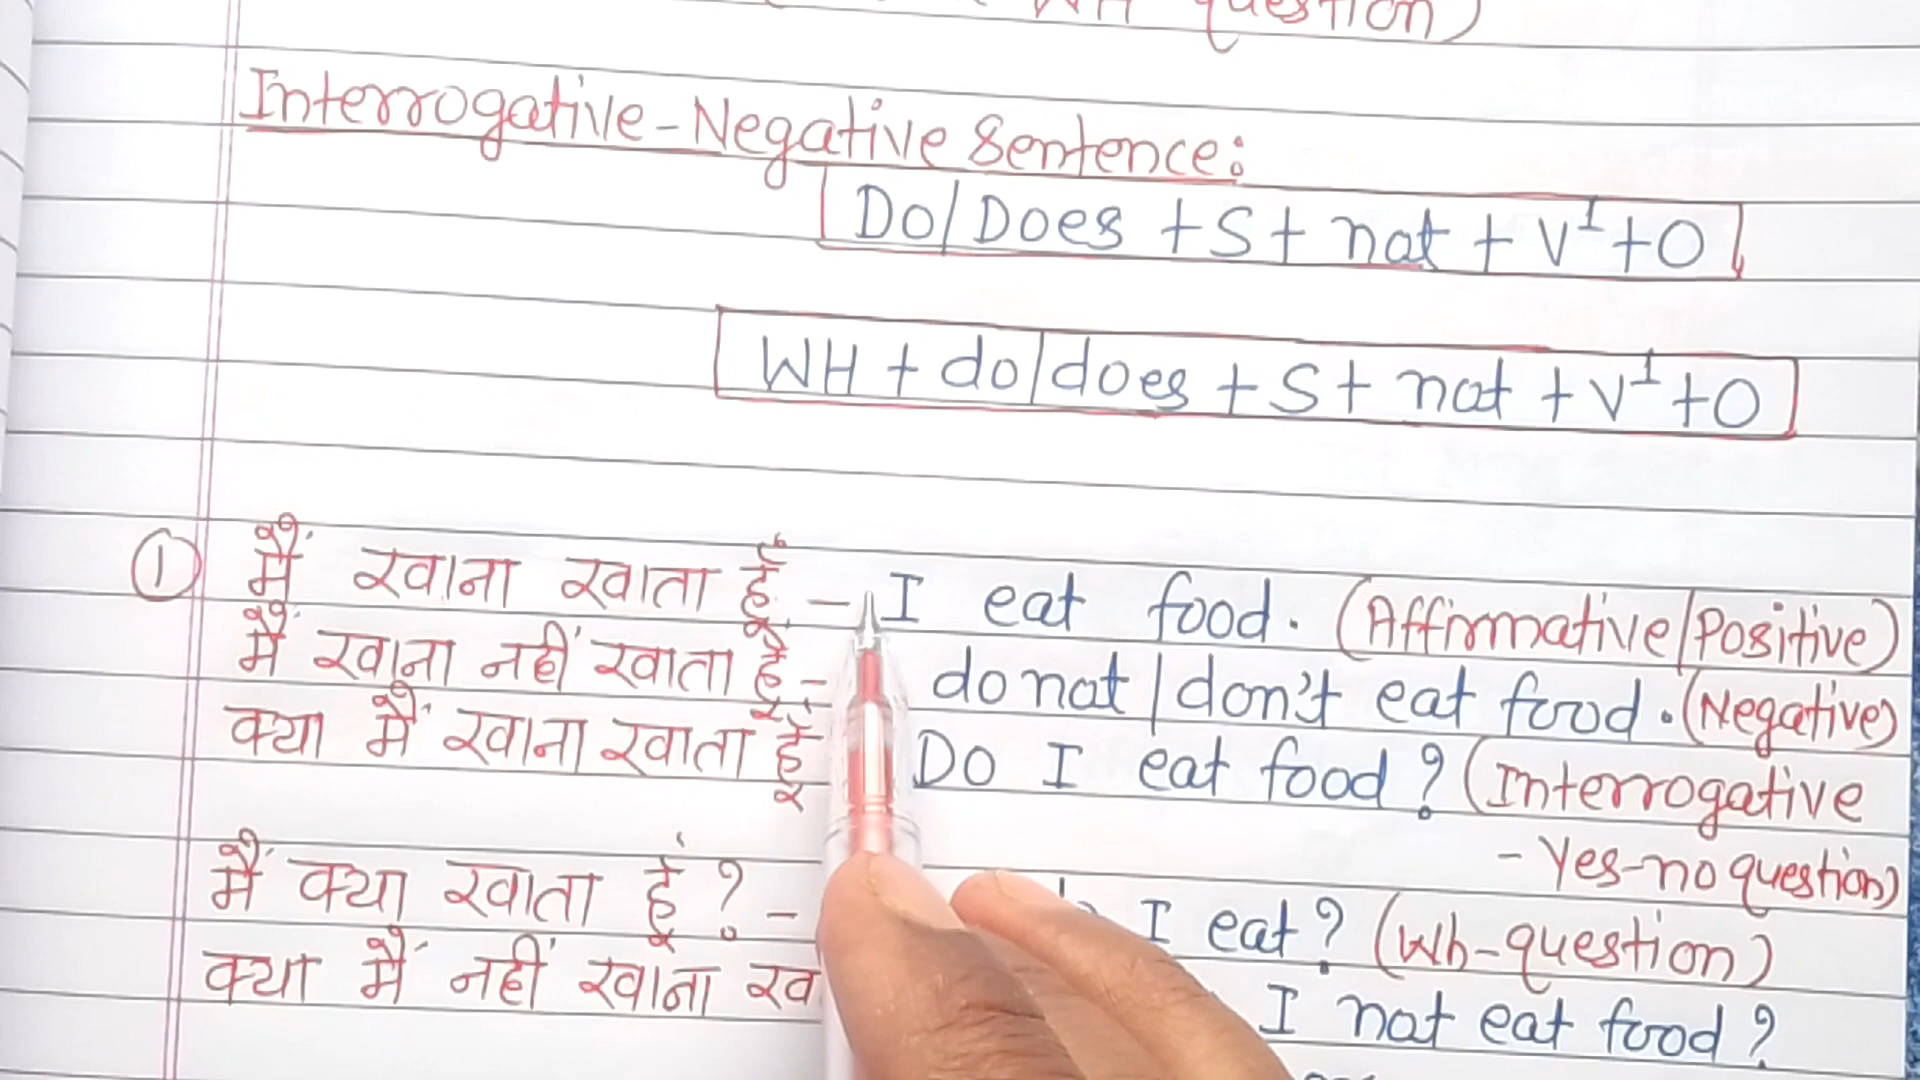 WH question)
Interrogative-Negative Sentence:
Do/Does + S + not + V¹ + O
WH + do/does + S + not + V¹ + O
① मैं खाना खाता हूँ - I eat food. (Affirmative/Positive)
मैं खाना नहीं खाता हूँ - do not/don't eat food. (Negative)
क्या मैं खाना खाता हूँ Do I eat food? (Interrogative
- Yes-no question)
मैं क्या खाता हूं? - I eat? (Wh-question)
क्या मैं नहीं खाना खा I not eat food?